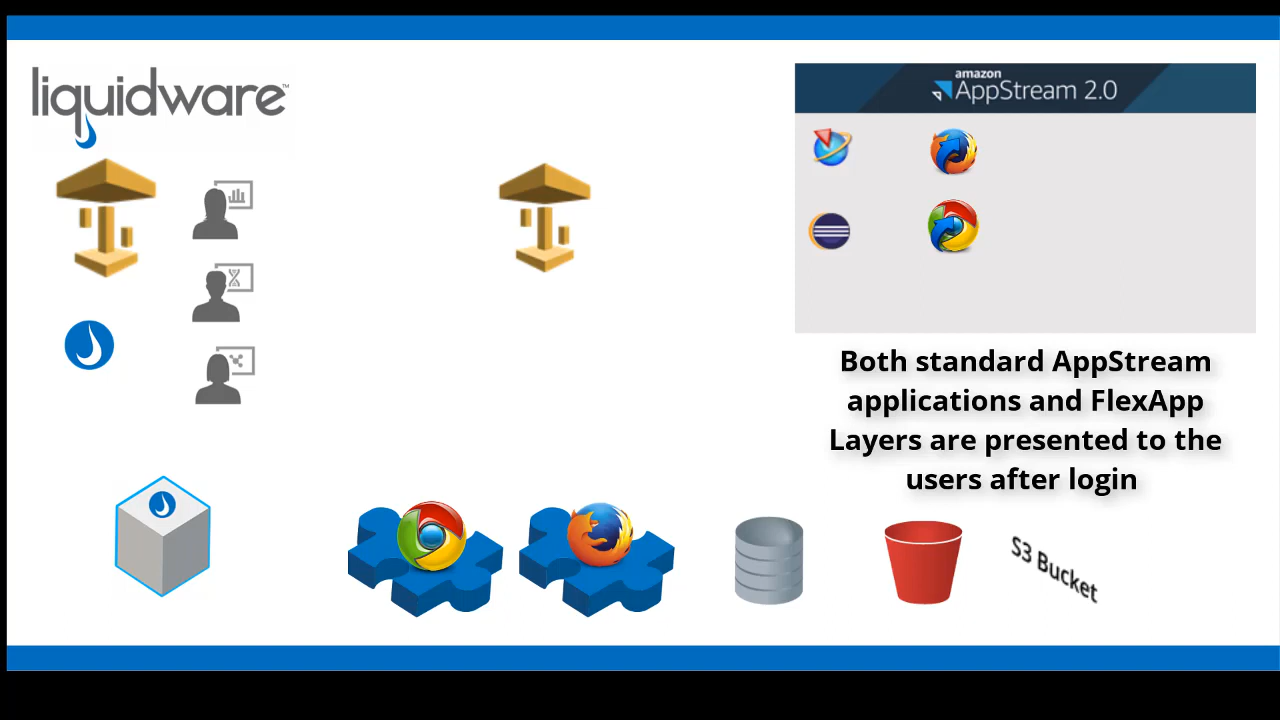 liquidware™
amazon
AppStream 2.0
Both standard AppStream
applications and FlexApp
Layers are presented to the
users after login
S3 Bucket